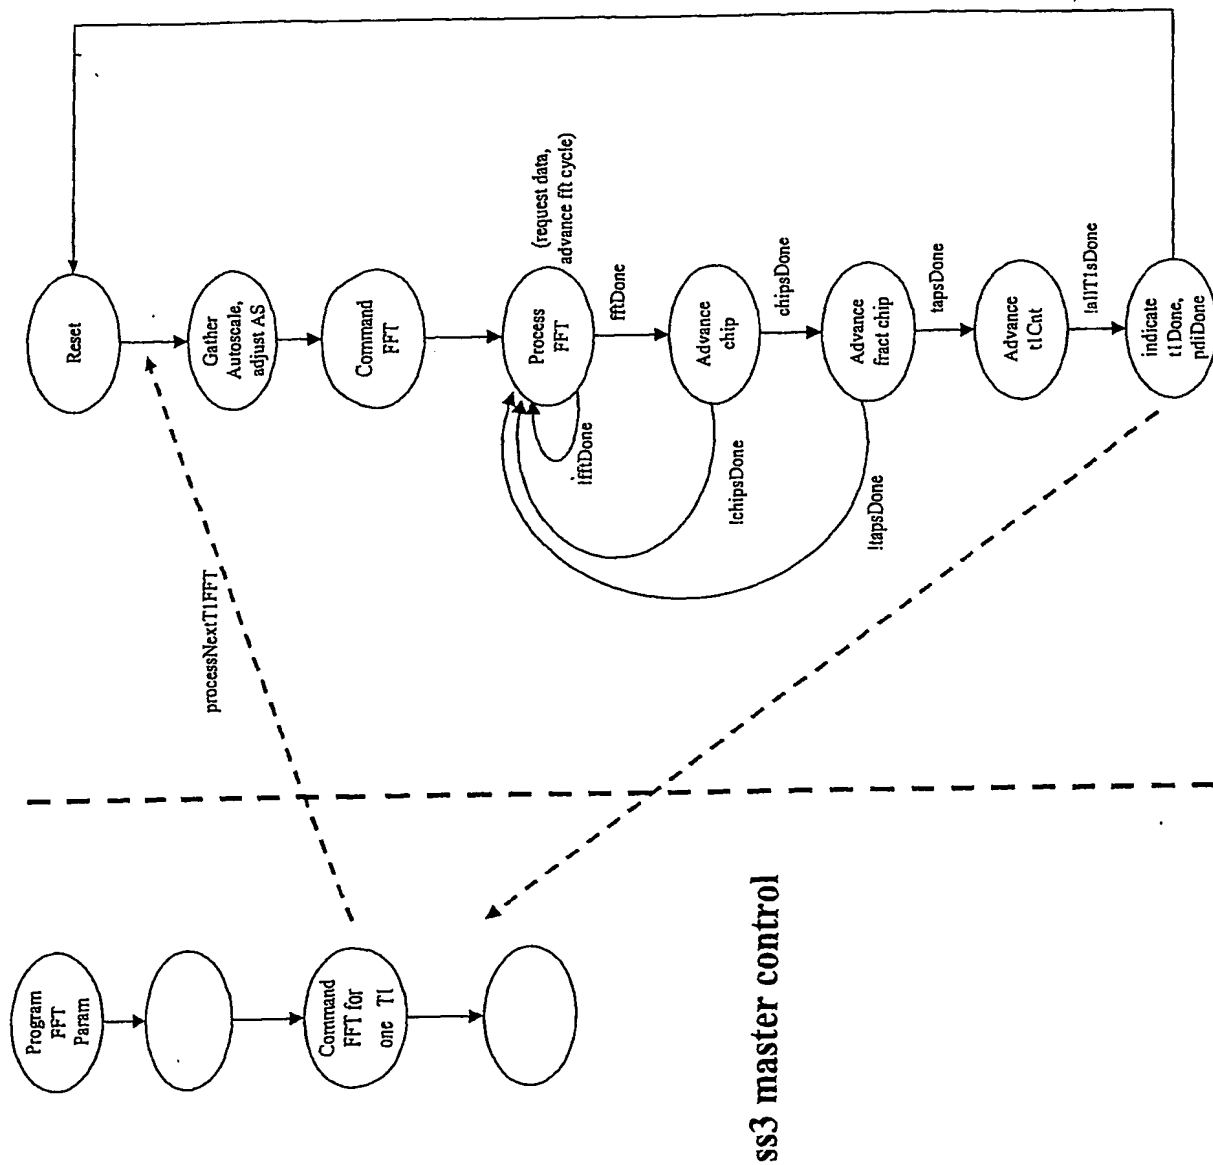 Program
FFT
Param
Command
FFT for
one T1
ss3 master control
processNextT1FFT
Reset
Gather
Autoscale,
adjust AS
Command
FFT
Process
FFT
(request data,
advance fft cycle)
!fftDone
fftDone
Advance
chip
!chipsDone
chipsDone
Advance
fract chip
!tapsDone
tapsDone
Advance
t1Cnt
!allT1sDone
indicate
t1Done,
pdiDone